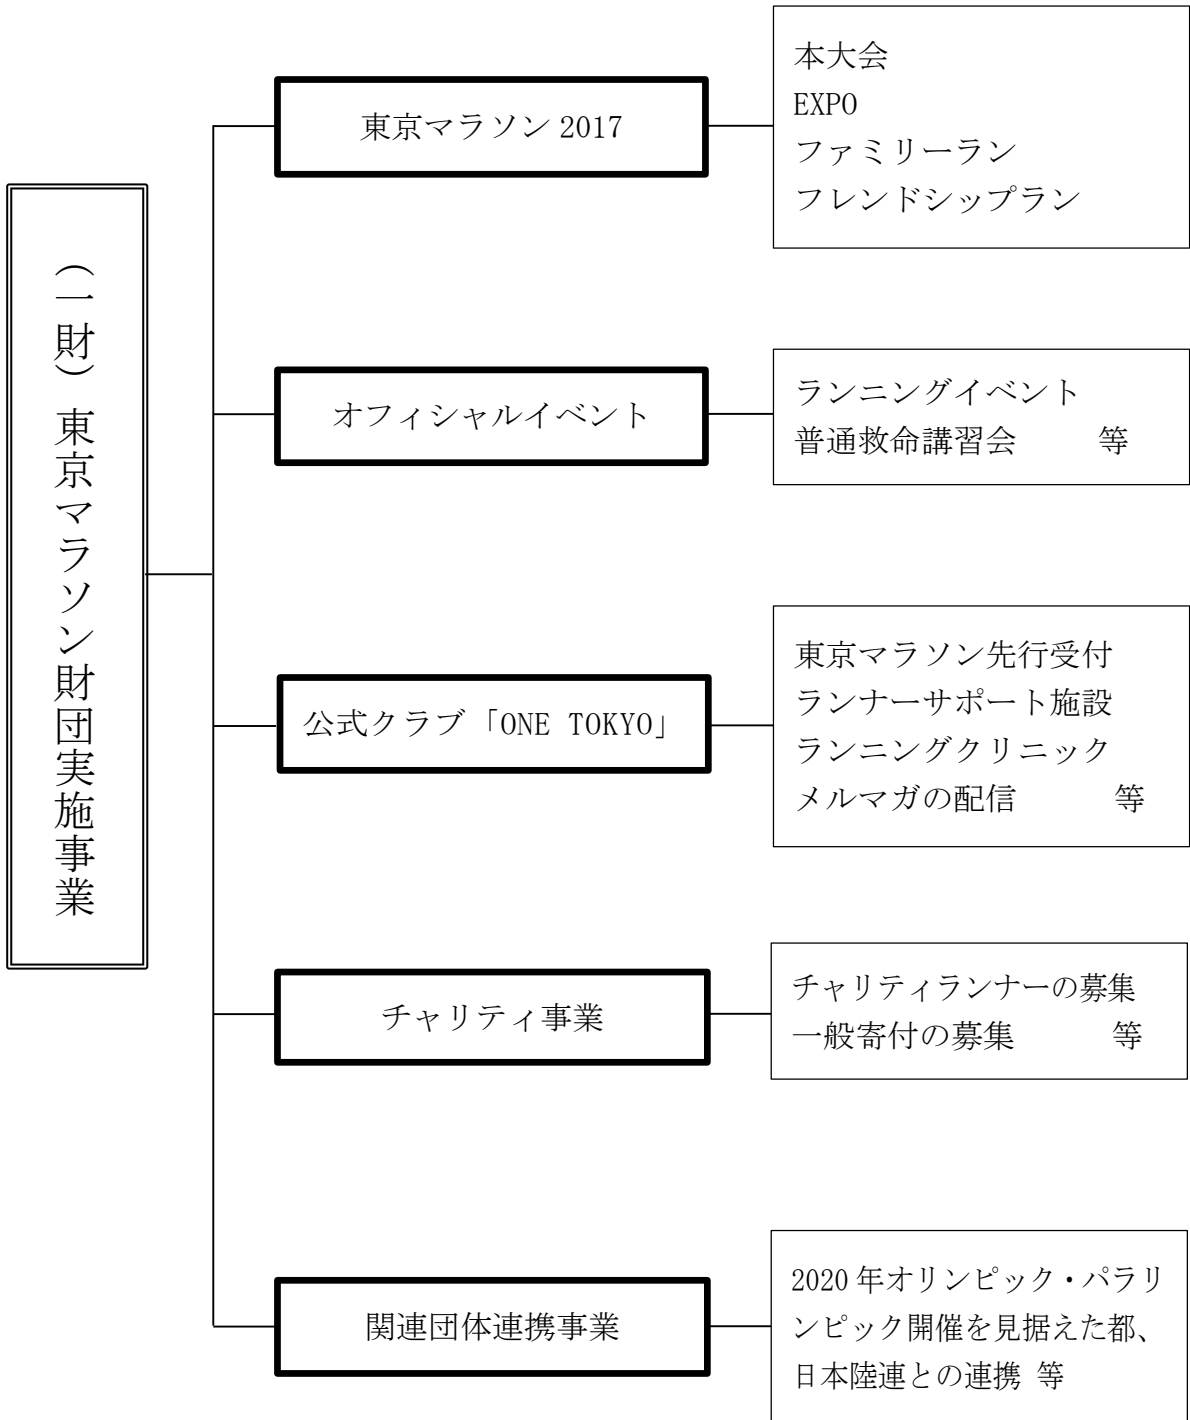 （一財）東京マラソン財団実施事業
東京マラソン 2017
本大会
EXPO
ファミリーラン
フレンドシップラン
オフィシャルイベント
ランニングイベント
普通救命講習会 等
公式クラブ「ONE TOKYO」
東京マラソン先行受付
ランナーサポート施設
ランニングクリニック
メルマガの配信 等
チャリティ事業
チャリティランナーの募集
一般寄付の募集 等
関連団体連携事業
2020 年オリンピック・パラリ
ンピック開催を見据えた都、
日本陸連との連携 等